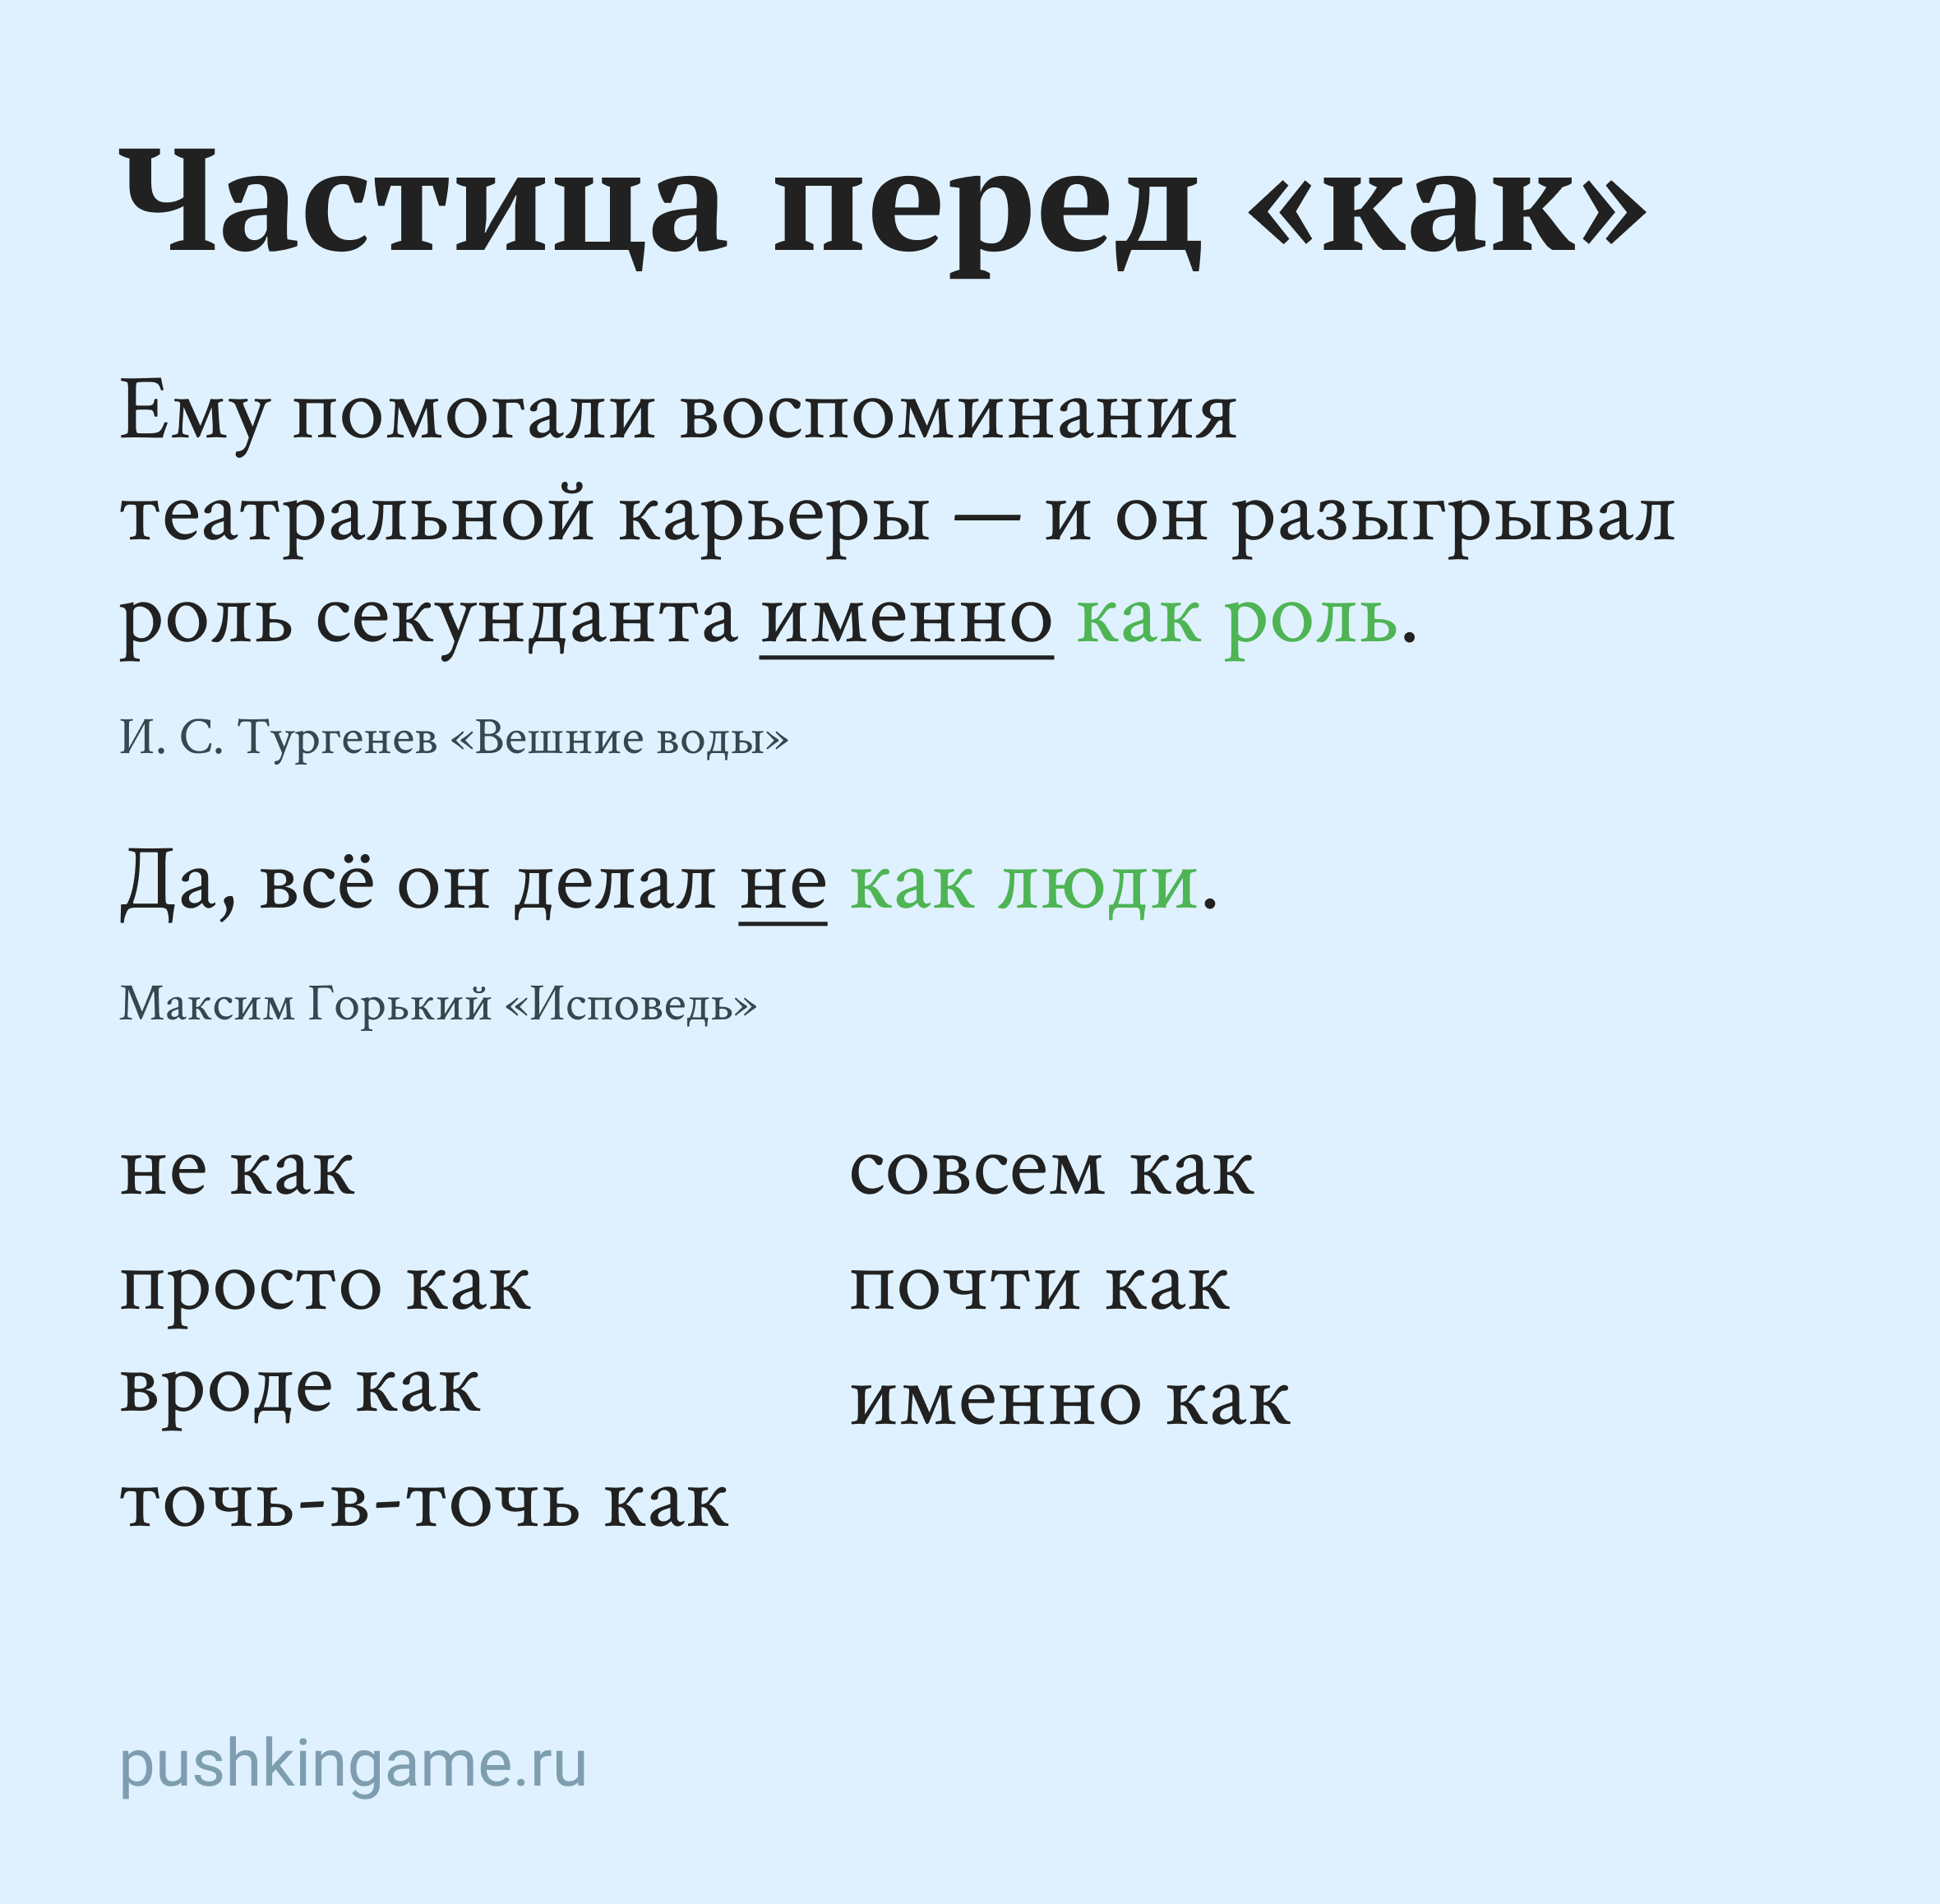 Частица перед «как»
Ему помогали воспоминания
театральной карьеры — и он разыгрывал
роль секунданта именно как роль.
И. С. Тургенев «Вешние воды»
Да, всё он делал не как люди.
Максим Горький «Исповедь»
не как
просто как
вроде как
точь-в-точь как
совсем как
почти как
именно как
pushkingame.ru